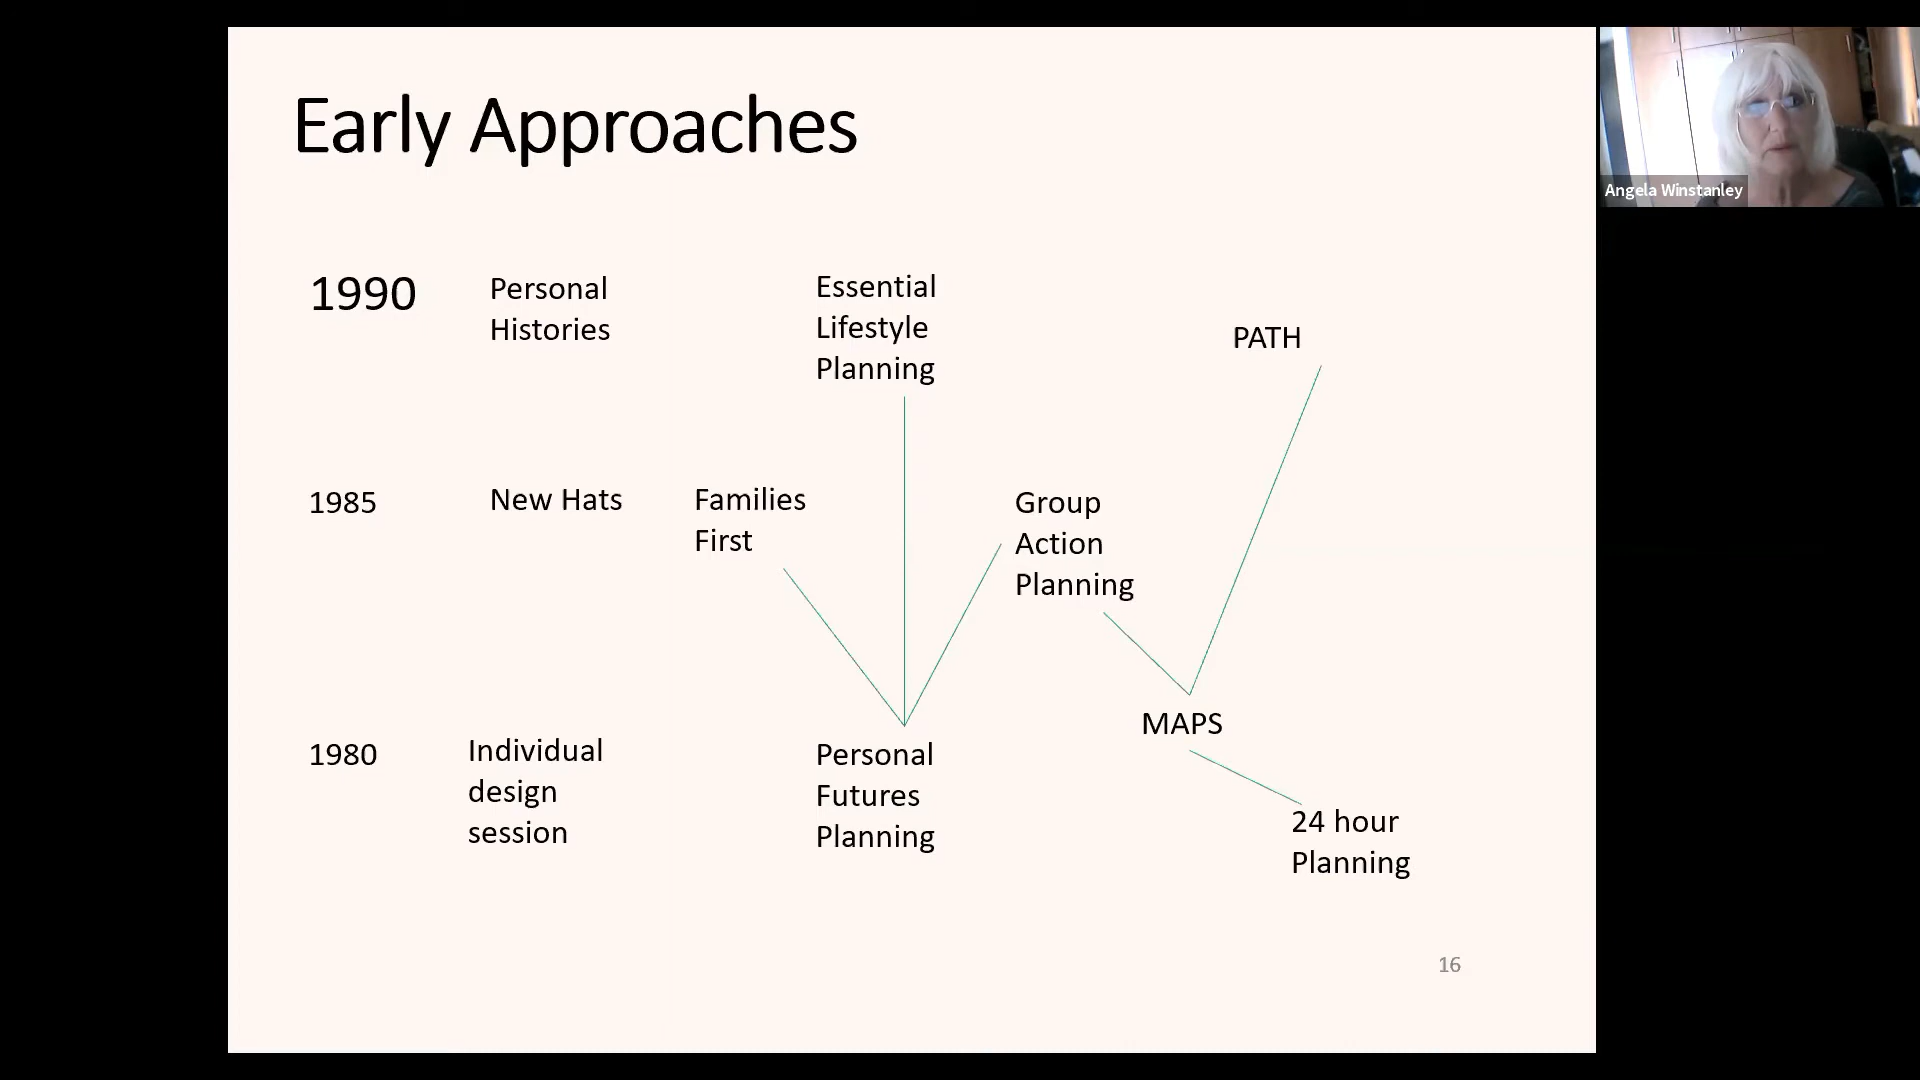 Early Approaches
Angela Winstanley
1990
Personal
Histories
Essential
Lifestyle
Planning
PATH
1985
New Hats
Families
First
Group
Action
Planning
MAPS
1980
Individual
design
session
Personal
Futures
Planning
24 hour
Planning
16